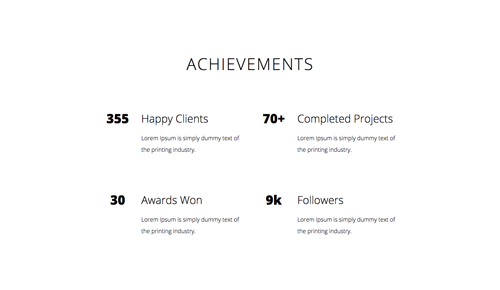 ACHIEVEMENTS
355 Happy Clients
Lorem Ipsum is simply dummy text of
the printing industry.
70+ Completed Projects
Lorem Ipsum is simply dummy text of
the printing industry.
30 Awards Won
Lorem Ipsum is simply dummy text of
the printing industry.
9k Followers
Lorem Ipsum is simply dummy text of
the printing industry.